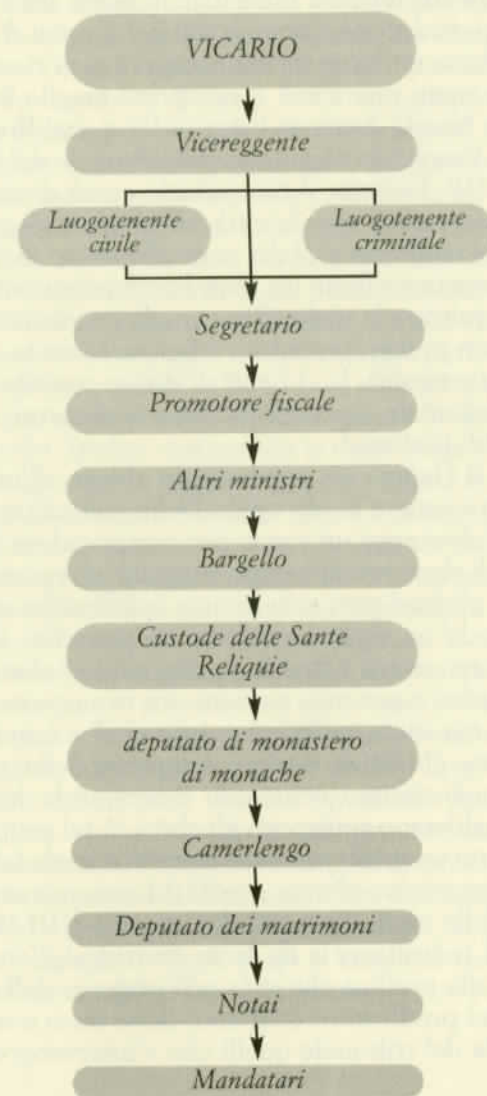 VICARIO
Vicereggente
Luogotenente
civile
Luogotenente
criminale
Segretario
Promotore fiscale
Altri ministri
Bargello
Custode delle Sante
Reliquie
deputato di monastero
di monache
Camerlengo
Deputato dei matrimoni
Notai
Mandatari